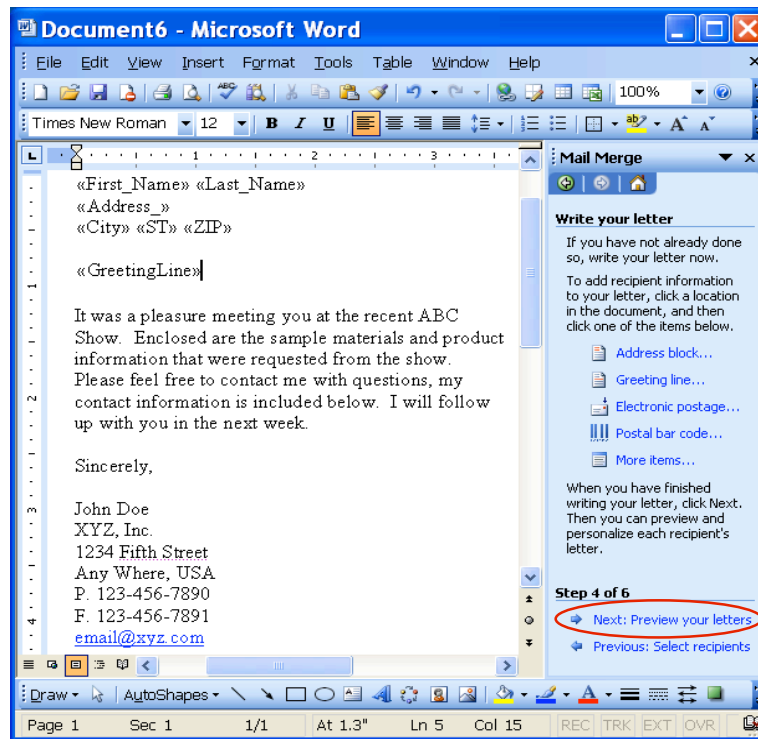 Document6 - Microsoft Word
File Edit View Insert Format Tools Table Window Help
ABC 100%
Times New Roman 12 B I U ab A A
L 1 2 3
Mail Merge
«First_Name» «Last_Name»
«Address_»
«City» «ST» «ZIP»
«GreetingLine»
It was a pleasure meeting you at the recent ABC
Show. Enclosed are the sample materials and product
information that were requested from the show.
Please feel free to contact me with questions, my
contact information is included below. I will follow
up with you in the next week.
Sincerely,
John Doe
XYZ, Inc.
1234 Fifth Street
Any Where, USA
P. 123-456-7890
F. 123-456-7891
email@xyz.com
1
2
3
4
Write your letter
If you have not already done
so, write your letter now.
To add recipient information
to your letter, click a location
in the document, and then
click one of the items below.
Address block...
Greeting line...
Electronic postage...
Postal bar code...
More items...
When you have finished
writing your letter, click Next.
Then you can preview and
personalize each recipient's
letter.
Step 4 of 6
Next: Preview your letters
Previous: Select recipients
Draw AutoShapes A A
Page 1 Sec 1 1/1 At 1.3" Ln 5 Col 15 REC TRK EXT OVR